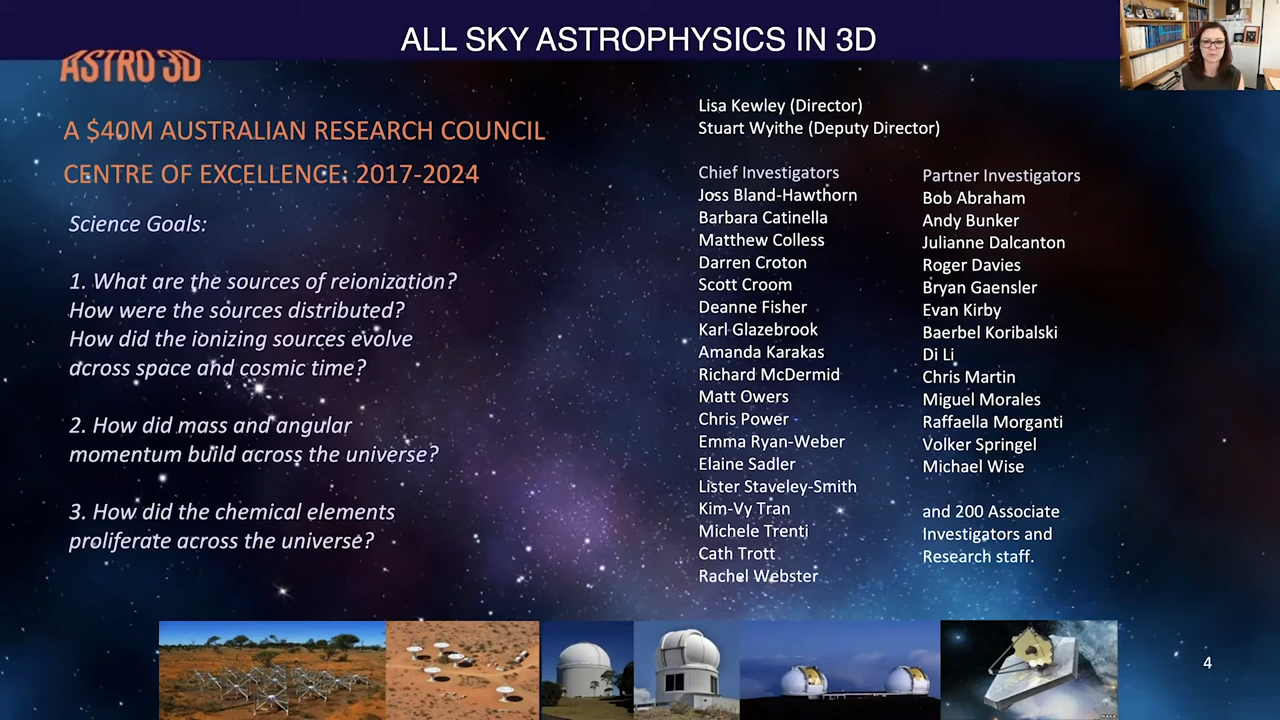 ALL SKY ASTROPHYSICS IN 3D
ASTRO 3D
A $40M AUSTRALIAN RESEARCH COUNCIL
CENTRE OF EXCELLENCE: 2017-2024
Science Goals:
1. What are the sources of reionization?
How were the sources distributed?
How did the ionizing sources evolve
across space and cosmic time?
2. How did mass and angular
momentum build across the universe?
3. How did the chemical elements
proliferate across the universe?
Lisa Kewley (Director)
Stuart Wyithe (Deputy Director)
Chief Investigators
Joss Bland-Hawthorn
Barbara Catinella
Matthew Colless
Darren Croton
Scott Croom
Deanne Fisher
Karl Glazebrook
Amanda Karakas
Richard McDermid
Matt Owers
Chris Power
Emma Ryan-Weber
Elaine Sadler
Lister Staveley-Smith
Kim-Vy Tran
Michele Trenti
Cath Trott
Rachel Webster
Partner Investigators
Bob Abraham
Andy Bunker
Julianne Dalcanton
Roger Davies
Bryan Gaensler
Evan Kirby
Baerbel Koribalski
Di Li
Chris Martin
Miguel Morales
Raffaella Morganti
Volker Springel
Michael Wise
and 200 Associate
Investigators and
Research staff.
4